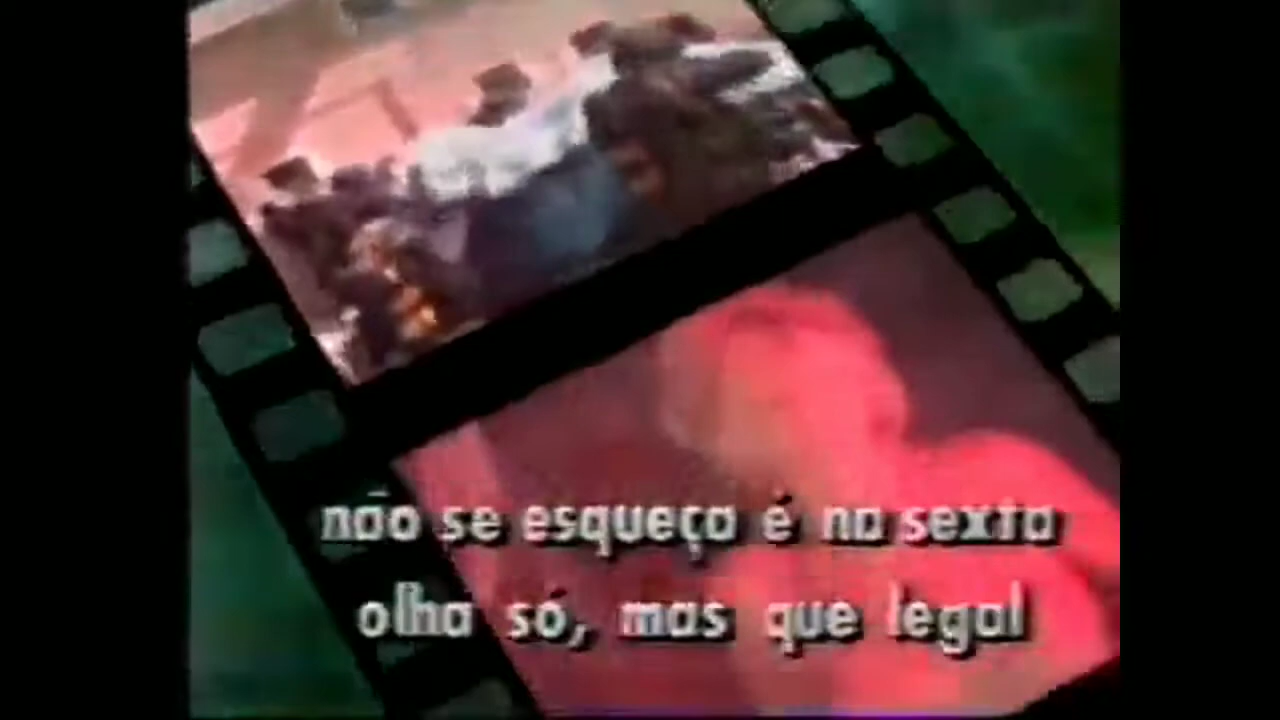 não se esqueça é na sexta
olha só, mas que legal